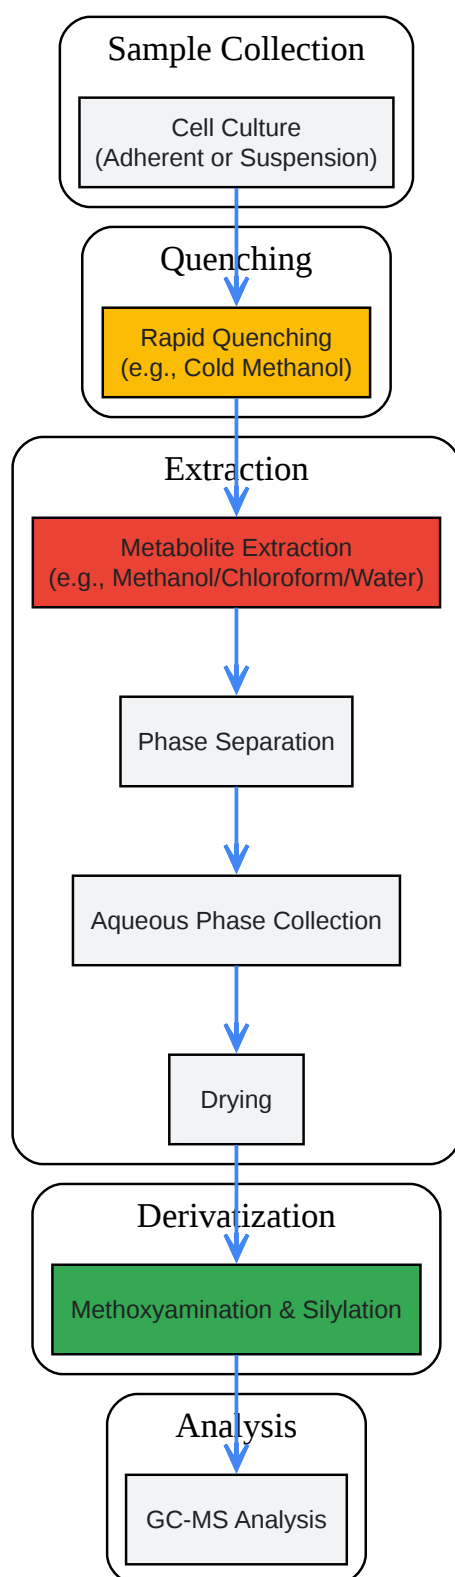 Sample Collection
Cell Culture
(Adherent or Suspension)
Quenching
Rapid Quenching
(e.g., Cold Methanol)
Extraction
Metabolite Extraction
(e.g., Methanol/Chloroform/Water)
Phase Separation
Aqueous Phase Collection
Drying
Derivatization
Methoxyamination & Silylation
Analysis
GC-MS Analysis